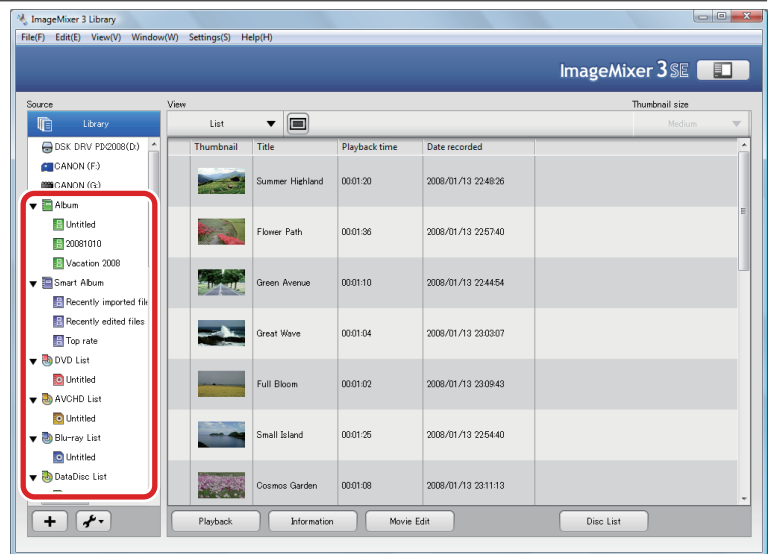 ImageMixer 3 Library
File(F) Edit(E) View(V) Window(W) Settings(S) Help(H)
ImageMixer 3 SE
Source View Thumbnail size
Library List Medium
DSK DRV PDX2008(D:)
CANON (F:)
CANON (G:)
Album
Untitled
20081010
Vacation 2008
Smart Album
Recently imported file
Recently edited files
Top rate
DVD List
Untitled
AVCHD List
Untitled
Blu-ray List
Untitled
DataDisc List
Thumbnail Title Playback time Date recorded
Summer Highland 00:01:20 2008/01/13 22:48:26
Flower Path 00:01:36 2008/01/13 22:57:40
Green Avenue 00:01:10 2008/01/13 22:44:54
Great Wave 00:01:04 2008/01/13 23:03:07
Full Bloom 00:01:02 2008/01/13 23:09:43
Small Island 00:01:25 2008/01/13 22:54:40
Cosmos Garden 00:01:08 2008/01/13 23:11:13
Playback Information Movie Edit Disc List